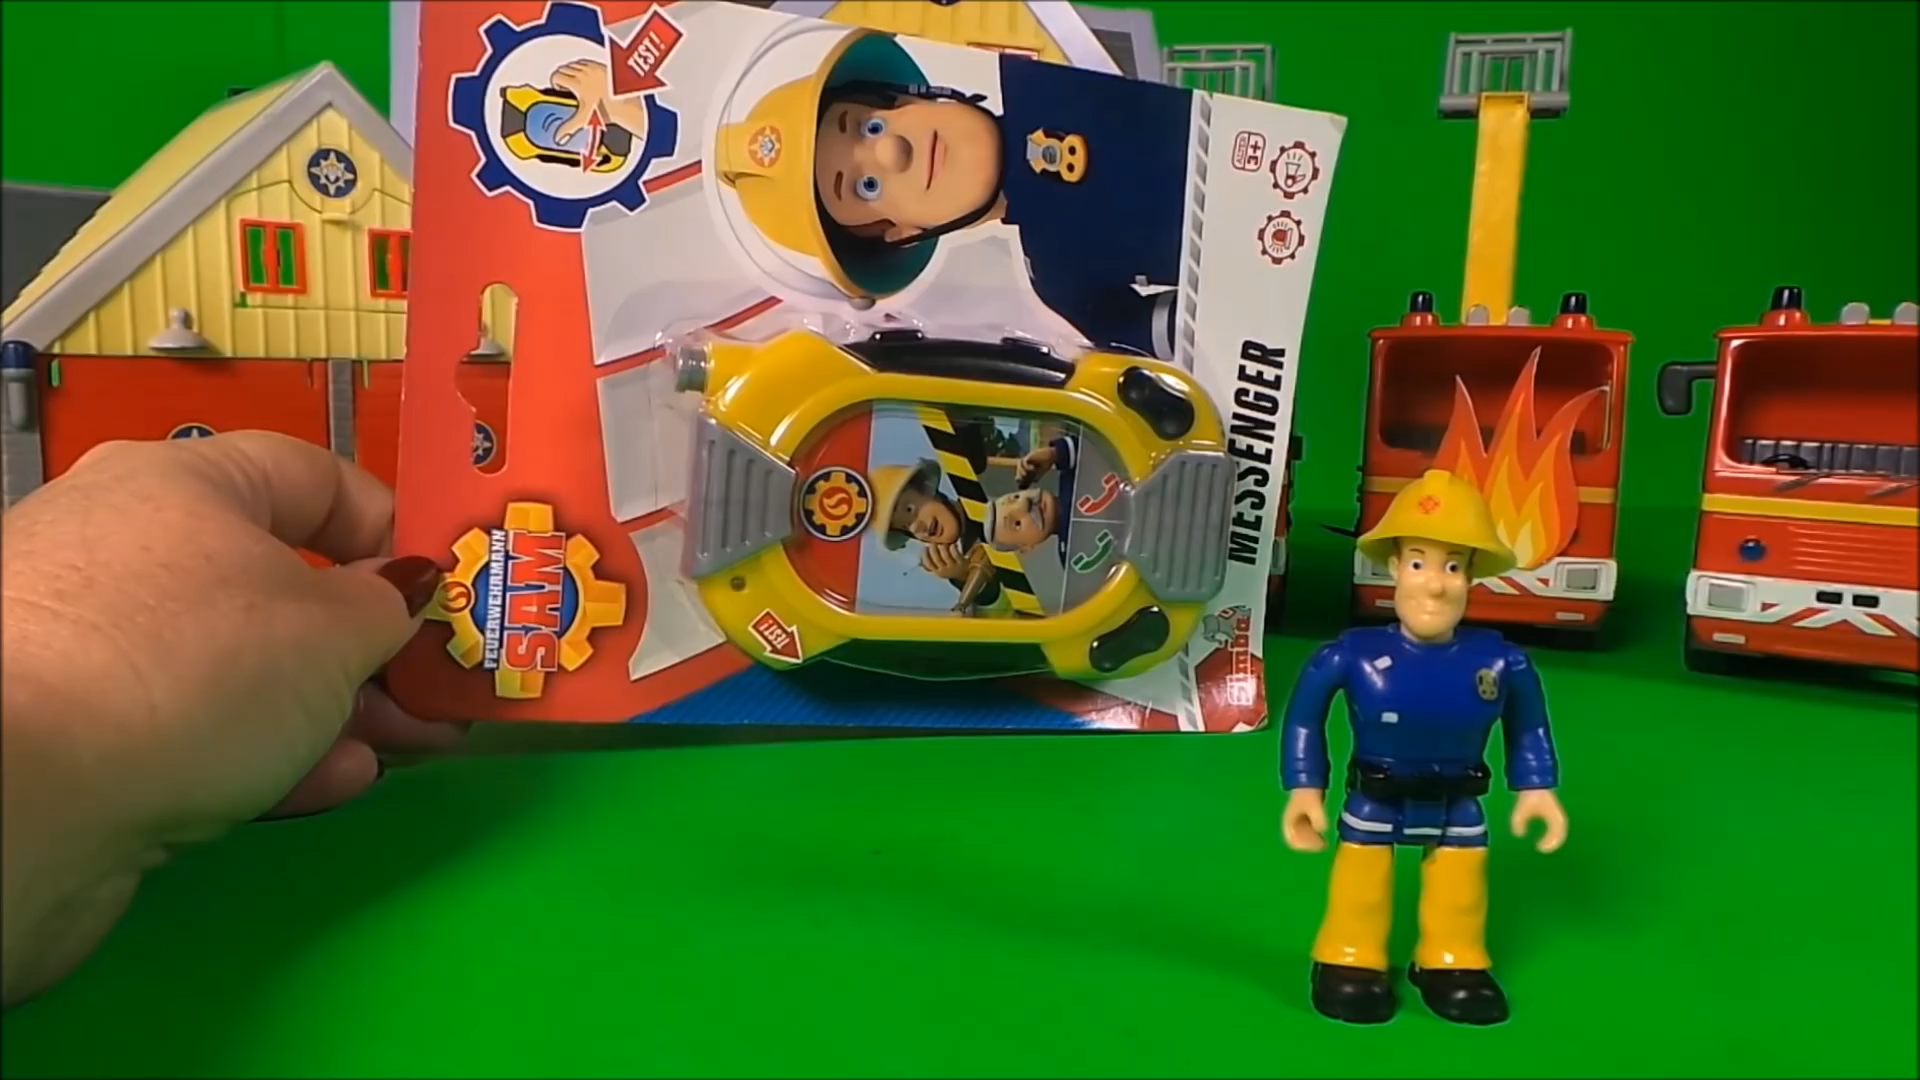 TEST!
FEUERWEHRMANN
SAM
TEST!
MESSENGER
3+
Simba